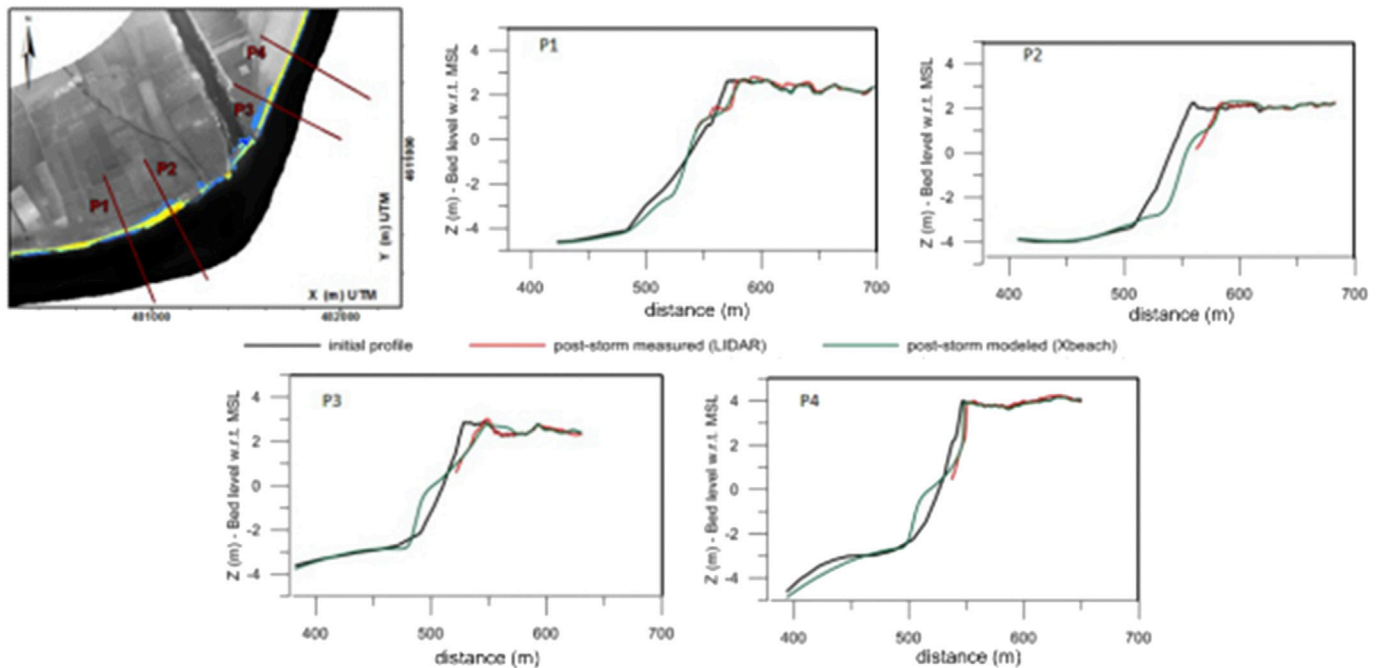 N
P4
P3
P2
P1
4611000
Y (m) UTM
X (m) UTM
481000
482000
P1
Z (m) - Bed level w.r.t. MSL
4
2
0
-2
-4
400
500
600
700
distance (m)
P2
Z (m) - Bed level w.r.t. MSL
4
2
0
-2
-4
400
500
600
700
distance (m)
initial profile
post-storm measured (LIDAR)
post-storm modeled (Xbeach)
P3
Z (m) - Bed level w.r.t. MSL
4
2
0
-2
-4
400
500
600
700
distance (m)
P4
Z (m) - Bed level w.r.t. MSL
4
2
0
-2
-4
400
500
600
700
distance (m)